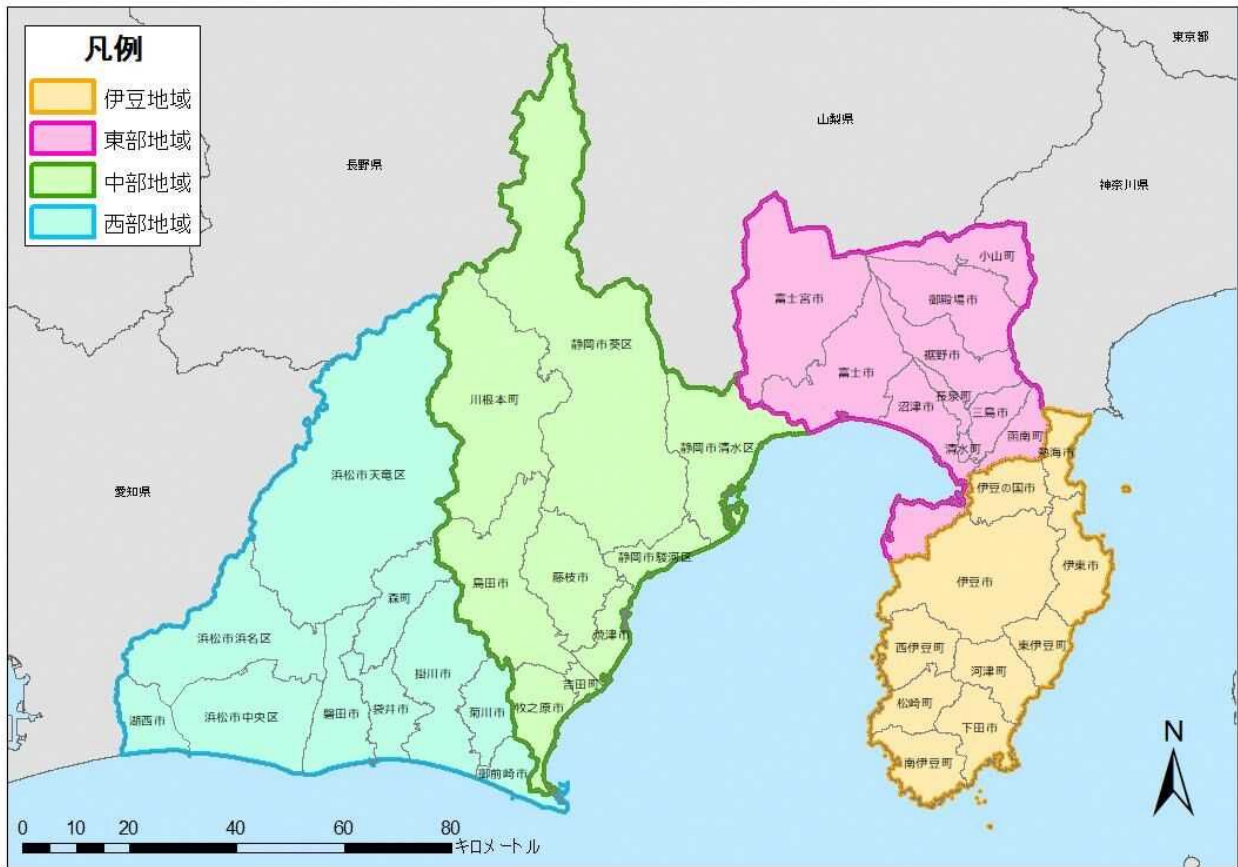 凡例
伊豆地域
東部地域
中部地域
西部地域
東京都
山梨県
長野県
神奈川県
愛知県
小山町
富士宮市
御殿場市
静岡市葵区
裾野市
富士市
川根本町
長泉町
沼津市
三島市
函南町
静岡市清水区
清水町
熱海市
浜松市天竜区
伊豆の国市
静岡市駿河区
伊東市
藤枝市
島田市
伊豆市
森町
焼津市
浜松市浜名区
西伊豆町
東伊豆町
掛川市
河津町
吉田町
牧之原市
松崎町
湖西市
浜松市中央区
磐田市
袋井市
菊川市
下田市
御前崎市
南伊豆町
N
0 10 20 40 60 80
キロメートル